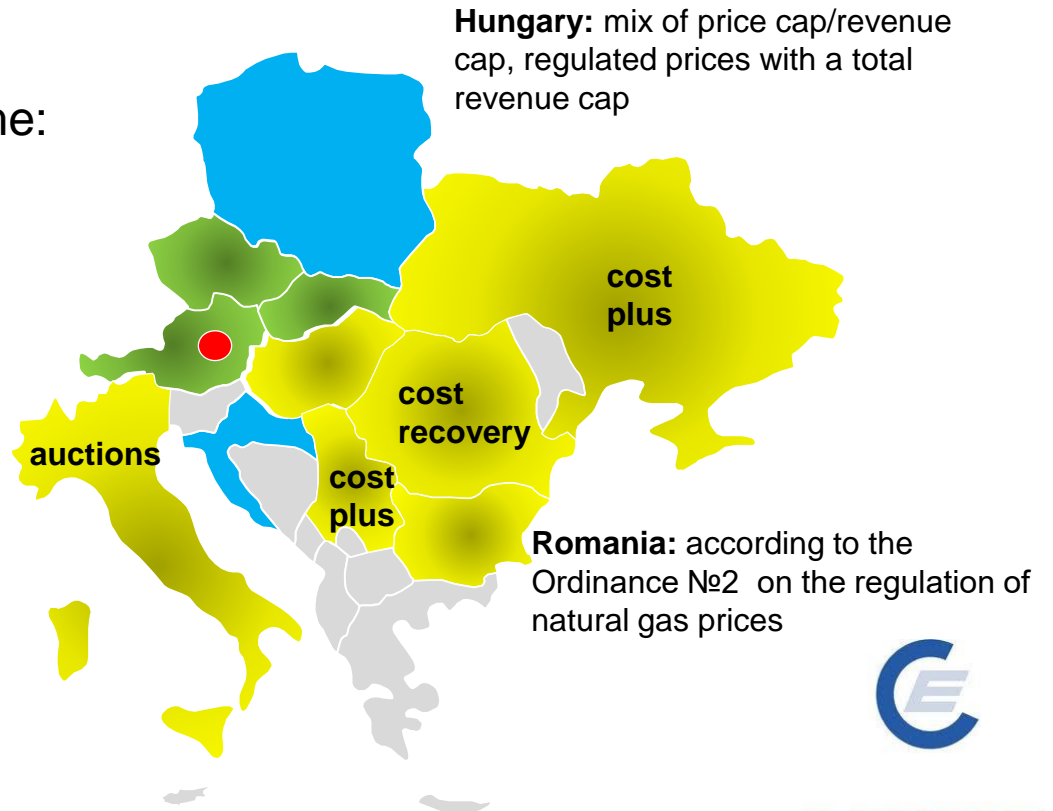 Hungary: mix of price cap/revenue
cap, regulated prices with a total
revenue cap
ne:
cost
plus
cost
recovery
auctions
cost
plus
Romania: according to the
Ordinance №2 on the regulation of
natural gas prices
CE